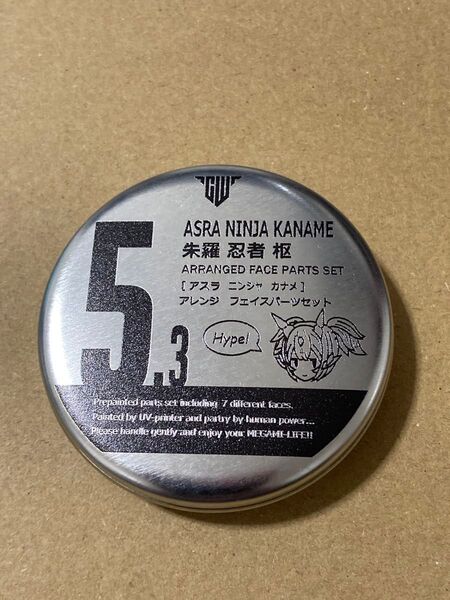 GW
5.3
ASRA NINJA KANAME
朱羅 忍者 枢
ARRANGED FACE PARTS SET
[ アスラ ニンジャ カナメ ]
アレンジ フェイスパーツセット
Hype!
Prepainted parts set including 7 different faces.
Painted by UV-printer and partry by human power...
Please handle gently and enjoy your MEGAMI-LIFE!!